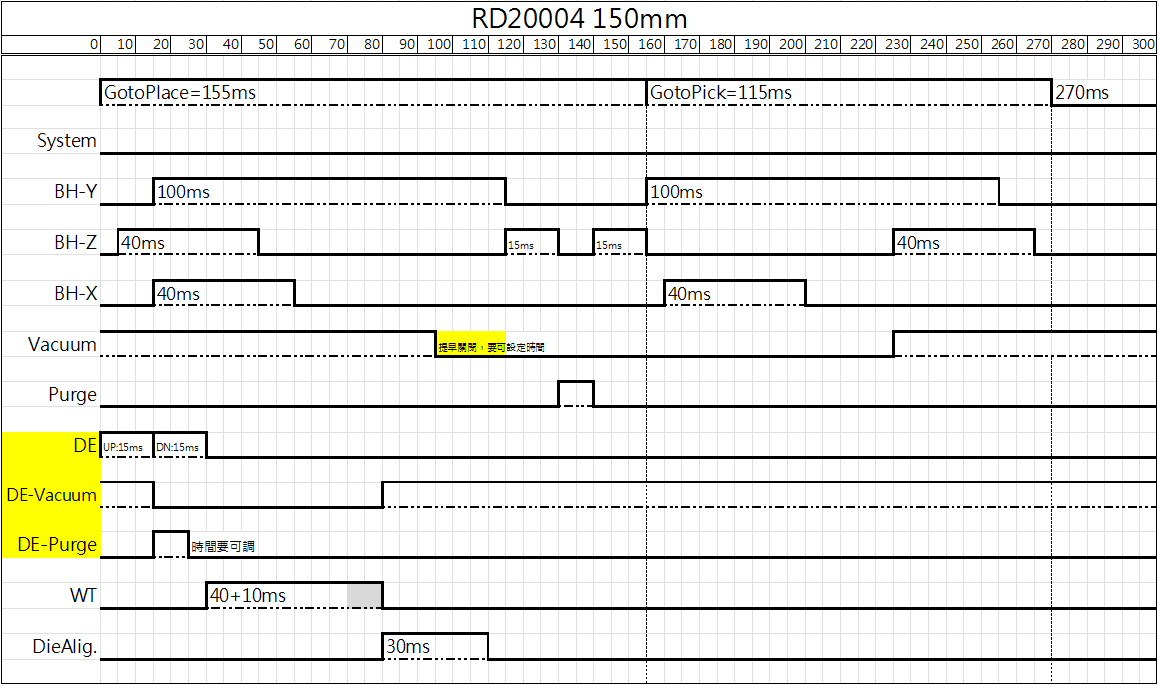 RD20004 150mm
0 10 20 30 40 50 60 70 80 90 100 110 120 130 140 150 160 170 180 190 200 210 220 230 240 250 260 270 280 290 300
GotoPlace=155ms GotoPick=115ms 270ms
System
BH-Y 100ms 100ms
BH-Z 40ms 15ms 15ms 40ms
BH-X 40ms 40ms
Vacuum 提早關閉，要可設定時間
Purge
DE UP:15ms DN:15ms
DE-Vacuum
DE-Purge 時間要可調
WT 40+10ms
DieAlig. 30ms